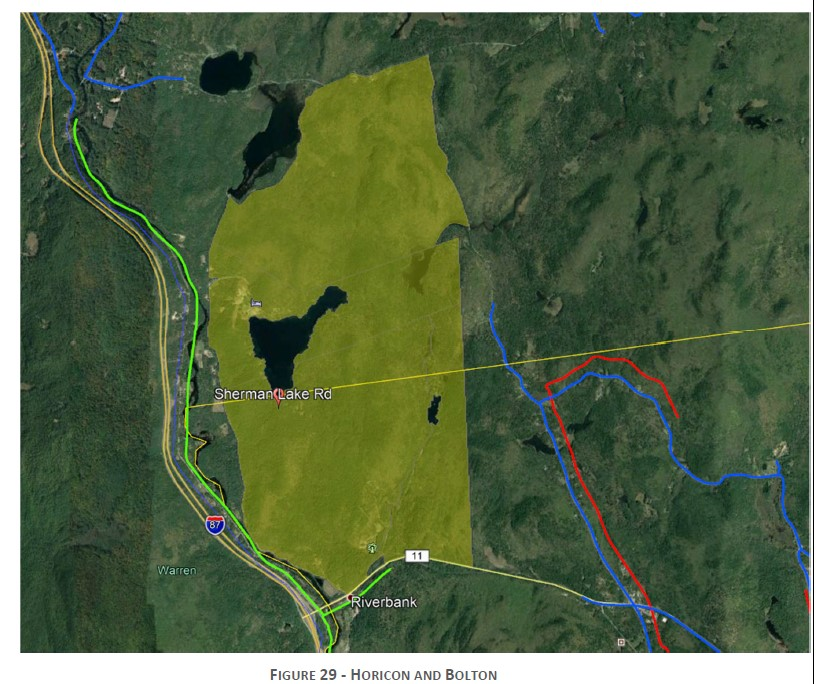 Sherman Lake Rd
87
11
Warren
Riverbank
FIGURE 29 - HORICON AND BOLTON